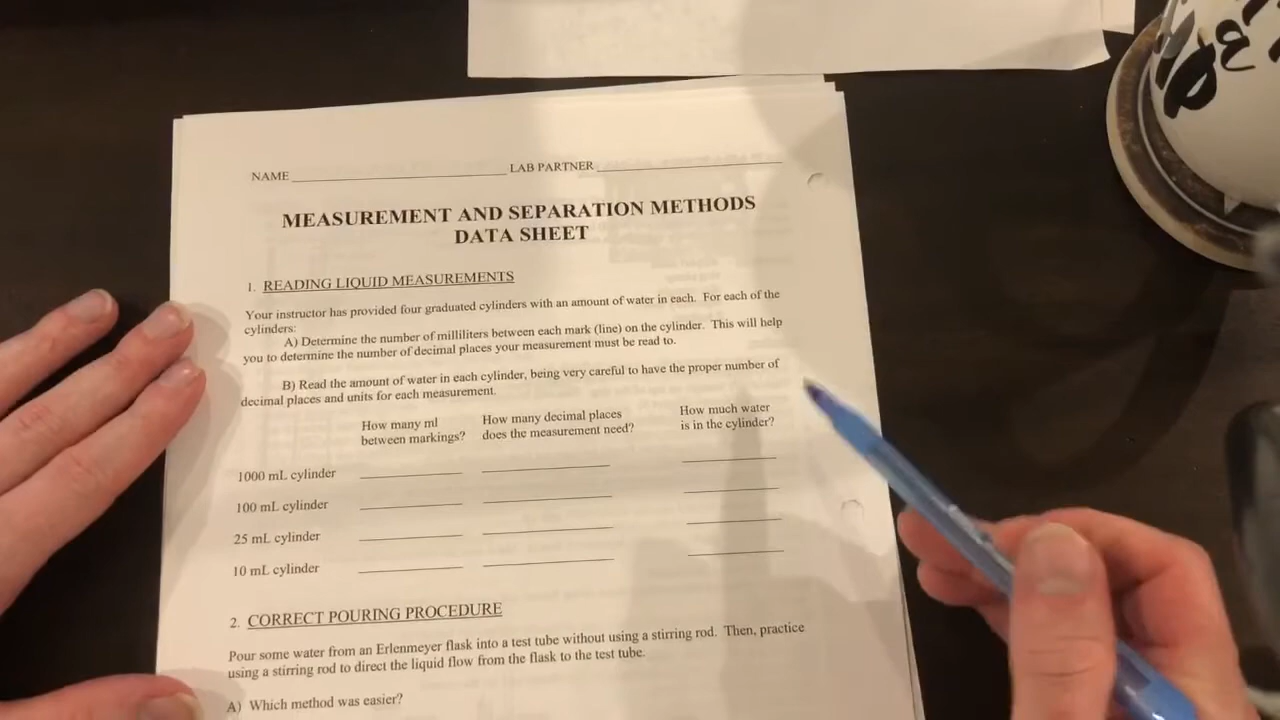 NAME LAB PARTNER
MEASUREMENT AND SEPARATION METHODS
DATA SHEET
1. READING LIQUID MEASUREMENTS
Your instructor has provided four graduated cylinders with an amount of water in each. For each of the
cylinders:
A) Determine the number of milliliters between each mark (line) on the cylinder. This will help
you to determine the number of decimal places your measurement must be read to.
B) Read the amount of water in each cylinder, being very careful to have the proper number of
decimal places and units for each measurement.
How many ml How many decimal places How much water
between markings? does the measurement need? is in the cylinder?
1000 mL cylinder
100 mL cylinder
25 mL cylinder
10 mL cylinder
2. CORRECT POURING PROCEDURE
Pour some water from an Erlenmeyer flask into a test tube without using a stirring rod. Then, practice
using a stirring rod to direct the liquid flow from the flask to the test tube.
A) Which method was easier?